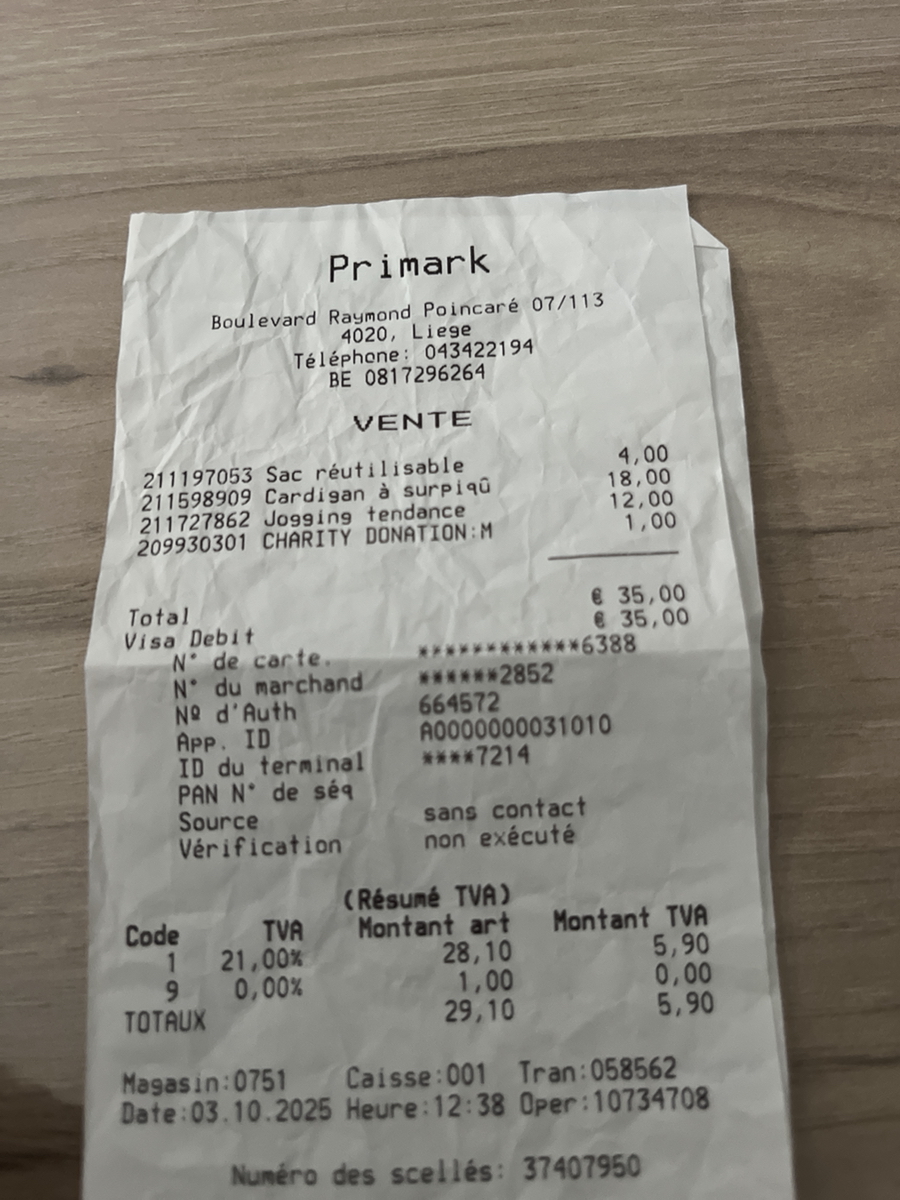 Primark
Boulevard Raymond Poincaré 07/113
4020, Liege
Téléphone: 043422194
BE 0817296264
VENTE
211197053 Sac réutilisable 4,00
211598909 Cardigan à surpiqû 18,00
211727862 Jogging tendance 12,00
209930301 CHARITY DONATION:M 1,00
Total € 35,00
Visa Debit € 35,00
N° de carte. ************6388
N° du marchand ******2852
Nº d'Auth 664572
App. ID A0000000031010
ID du terminal ****7214
PAN N° de séq
Source sans contact
Vérification non exécuté
(Résumé TVA)
Code TVA Montant art Montant TVA
1 21,00% 28,10 5,90
9 0,00% 1,00 0,00
TOTAUX 29,10 5,90
Magasin:0751 Caisse:001 Tran:058562
Date:03.10.2025 Heure:12:38 Oper:10734708
Numéro des scellés: 37407950